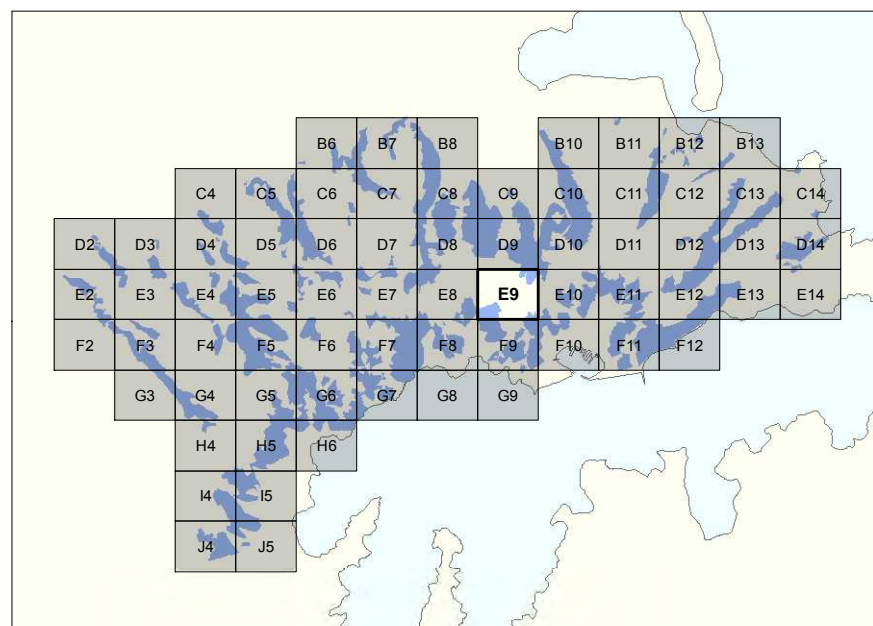 B6 B7 B8 B10 B11 B12 B13
C4 C5 C6 C7 C8 C9 C10 C11 C12 C13 C14
D2 D3 D4 D5 D6 D7 D8 D9 D10 D11 D12 D13 D14
E2 E3 E4 E5 E6 E7 E8 E9 E10 E11 E12 E13 E14
F2 F3 F4 F5 F6 F7 F8 F9 F10 F11 F12
G3 G4 G5 G6 G7 G8 G9
H4 H5 H6
I4 I5
J4 J5